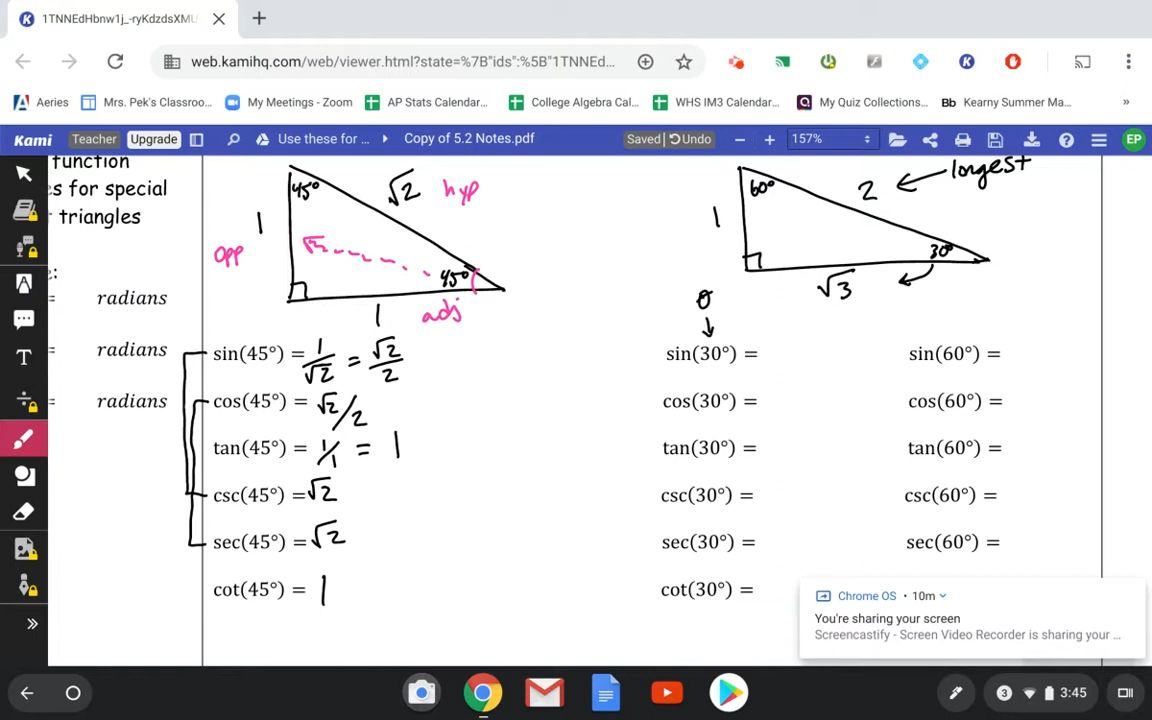 1TNNEdHbnw1j_-ryKdzdsXMU
web.kamihq.com/web/viewer.html?state=%7B"ids":%5B"1TNNEd...
Aeries Mrs. Pek's Classroo... My Meetings - Zoom AP Stats Calendar... College Algebra Cal... WHS IM3 Calendar... My Quiz Collections... Bb Kearny Summer Ma... »
Kami Teacher Upgrade Use these for ... Copy of 5.2 Notes.pdf Saved Undo 157% EP
function
s for special
triangles
= radians
= radians
= radians
45° √2 hyp
1
opp √2 45°
1 adj
60° 2 ← longest
1
30°
√3
θ
sin(45°) = 1/√2 = √2/2
cos(45°) = √2/2
tan(45°) = 1/1 = 1
csc(45°) = √2
sec(45°) = √2
cot(45°) = 1
sin(30°) =
cos(30°) =
tan(30°) =
csc(30°) =
sec(30°) =
cot(30°) =
sin(60°) =
cos(60°) =
tan(60°) =
csc(60°) =
sec(60°) =
Chrome OS • 10m
You're sharing your screen
Screencastify - Screen Video Recorder is sharing your ...
3 3:45